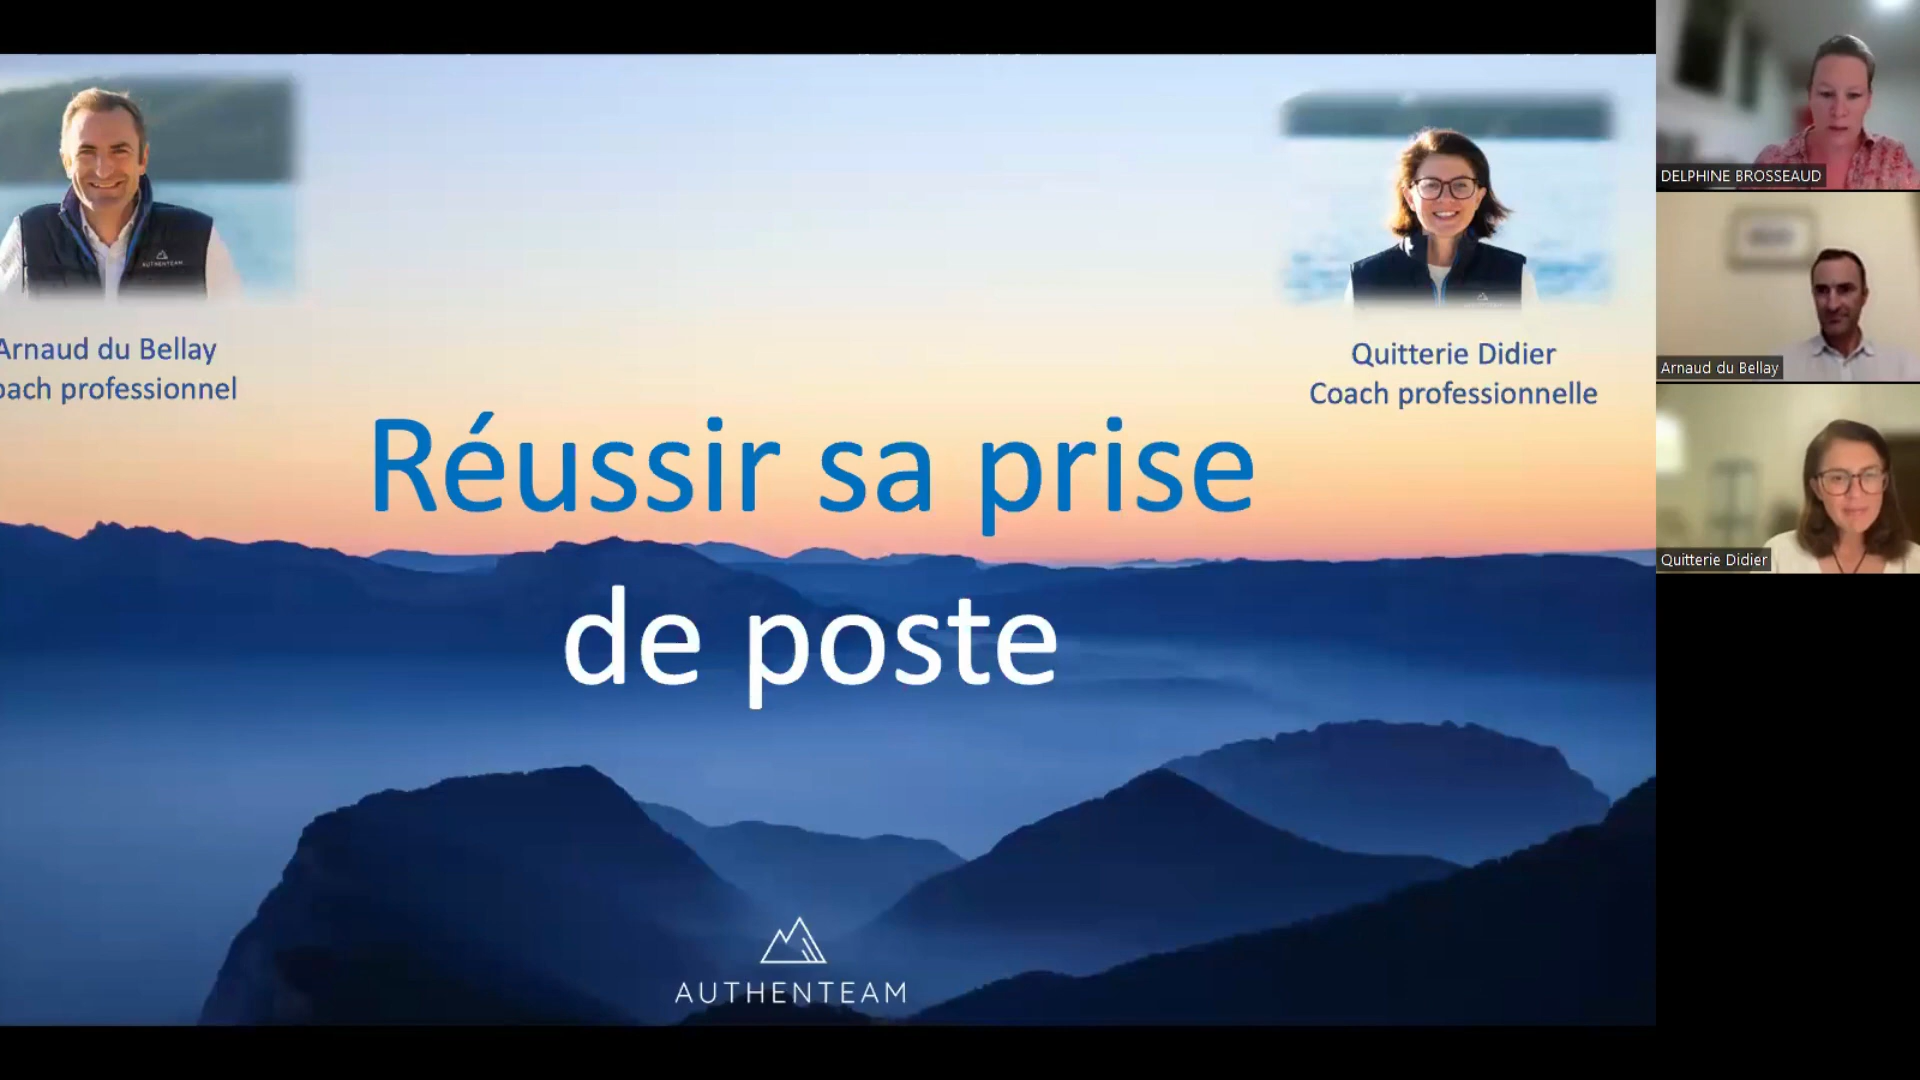 Arnaud du Bellay
oach professionnel
Quitterie Didier
Coach professionnelle
Réussir sa prise
de poste
AUTHENTEAM
AUTHENTEAM
DELPHINE BROSSEAUD
Arnaud du Bellay
Quitterie Didier